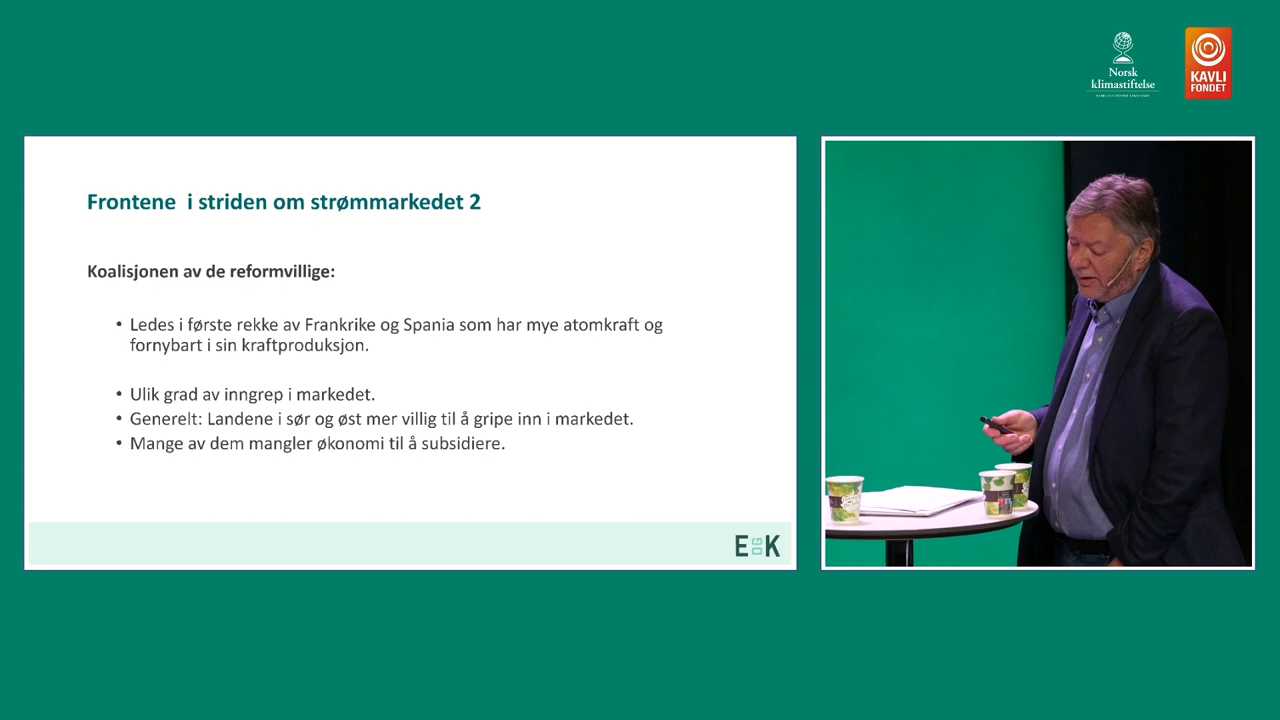 Norsk
klimastiftelse
KAVLI
FONDET
Frontene i striden om strømmarkedet 2
Koalisjonen av de reformvillige:
• Ledes i første rekke av Frankrike og Spania som har mye atomkraft og
fornybart i sin kraftproduksjon.
• Ulik grad av inngrep i markedet.
• Generelt: Landene i sør og øst mer villig til å gripe inn i markedet.
• Mange av dem mangler økonomi til å subsidiere.
E OG K